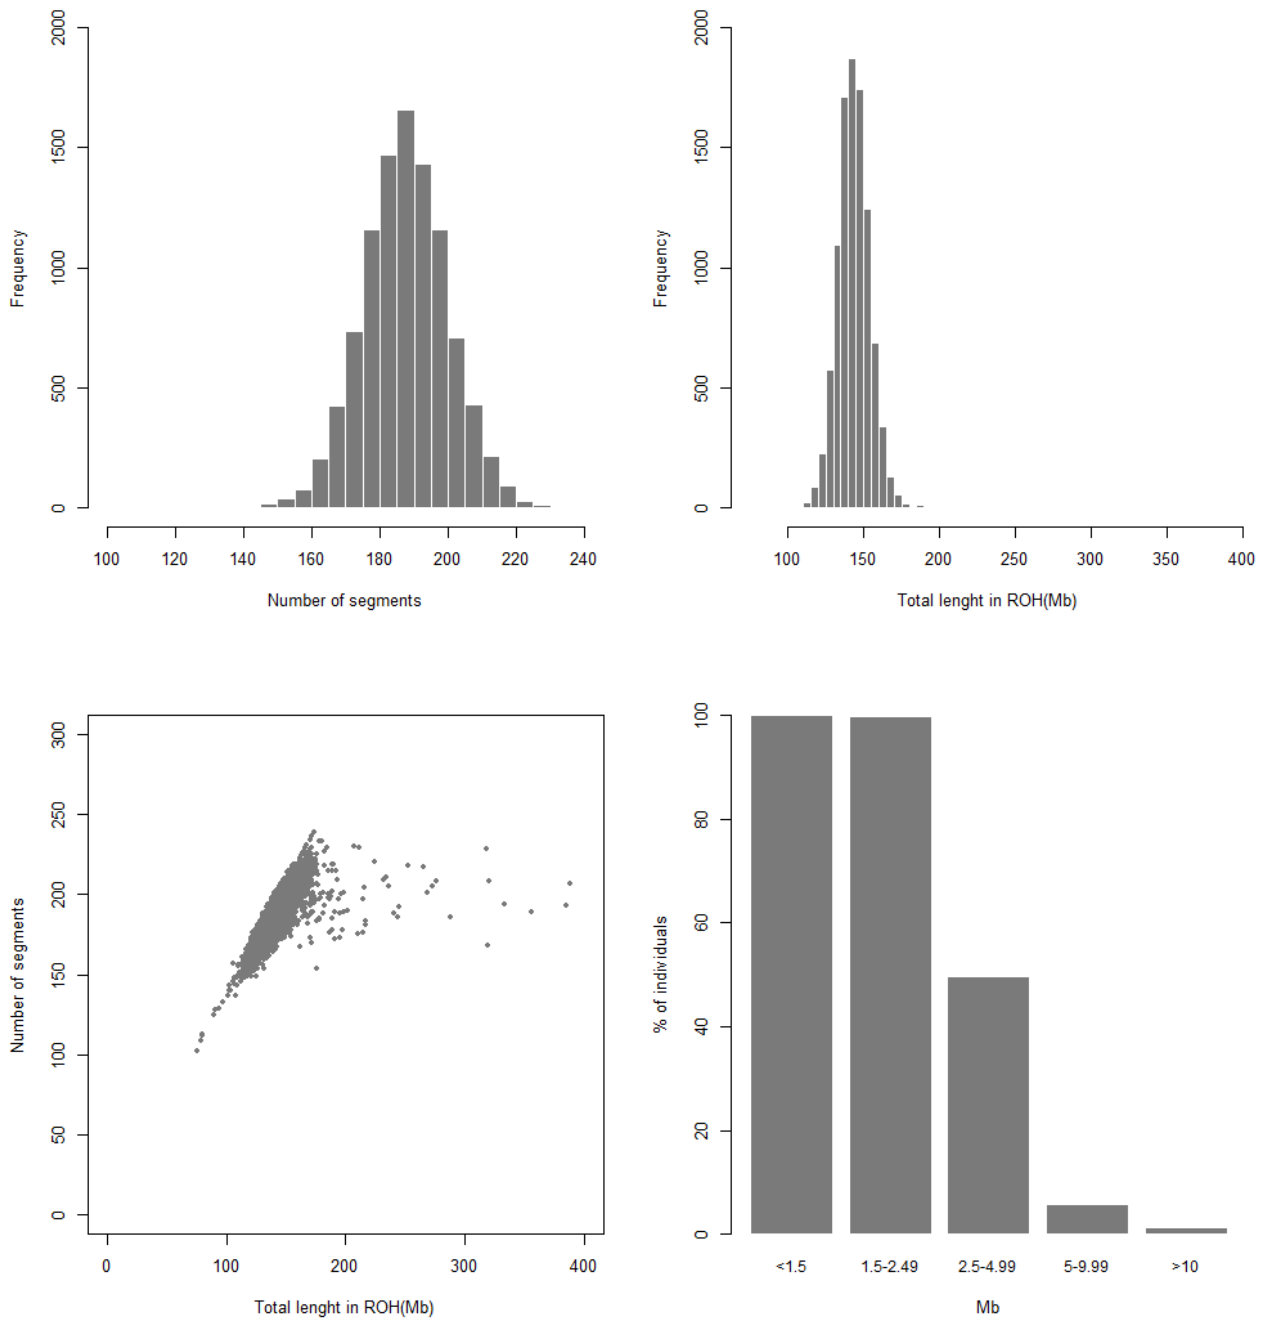 2000
1500
1000
500
0
Frequency
100 120 140 160 180 200 220 240
Number of segments
2000
1500
1000
500
0
Frequency
100 150 200 250 300 350 400
Total lenght in ROH(Mb)
300
250
200
150
100
50
0
Number of segments
0 100 200 300 400
Total lenght in ROH(Mb)
100
80
60
40
20
0
% of individuals
<1.5 1.5-2.49 2.5-4.99 5-9.99 >10
Mb